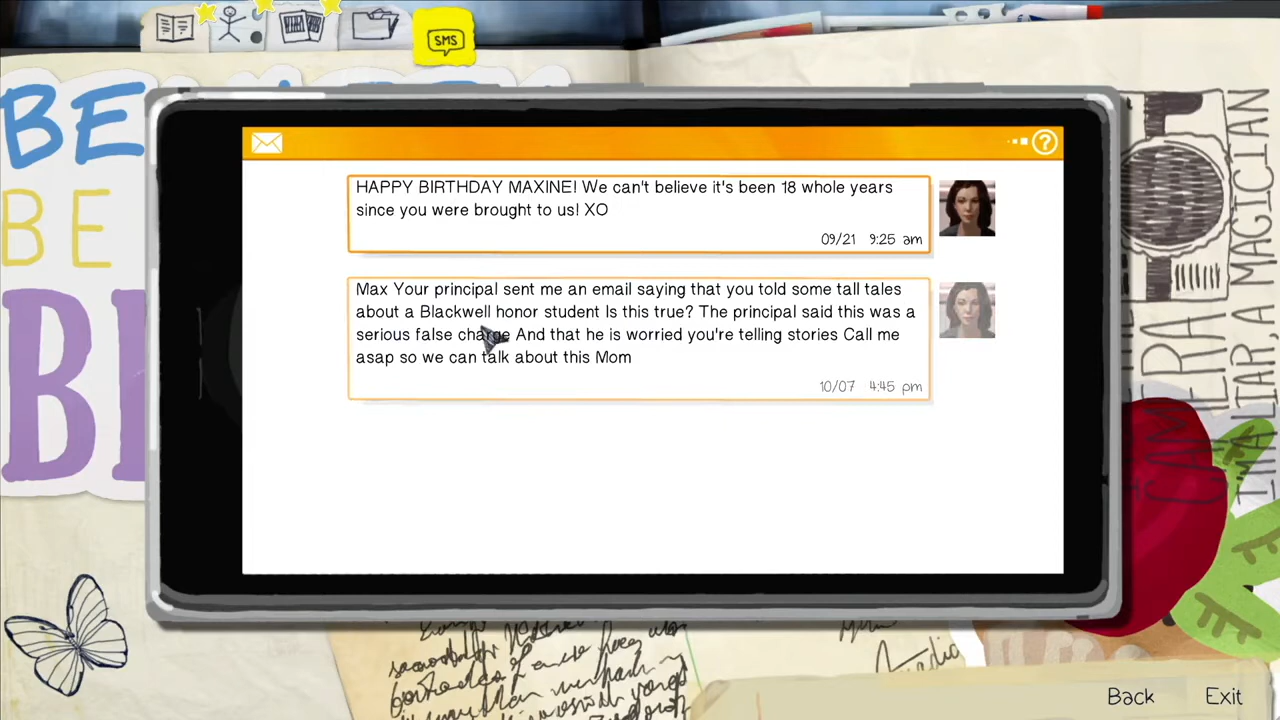 SMS
HAPPY BIRTHDAY MAXINE! We can't believe it's been 18 whole years
since you were brought to us! XO
09/21 9:25 am
Max Your principal sent me an email saying that you told some tall tales
about a Blackwell honor student Is this true? The principal said this was a
serious false charge And that he is worried you're telling stories Call me
asap so we can talk about this Mom
10/07 4:45 pm
BE
BE
I'M A LIAR, A MAGICIAN
Back Exit